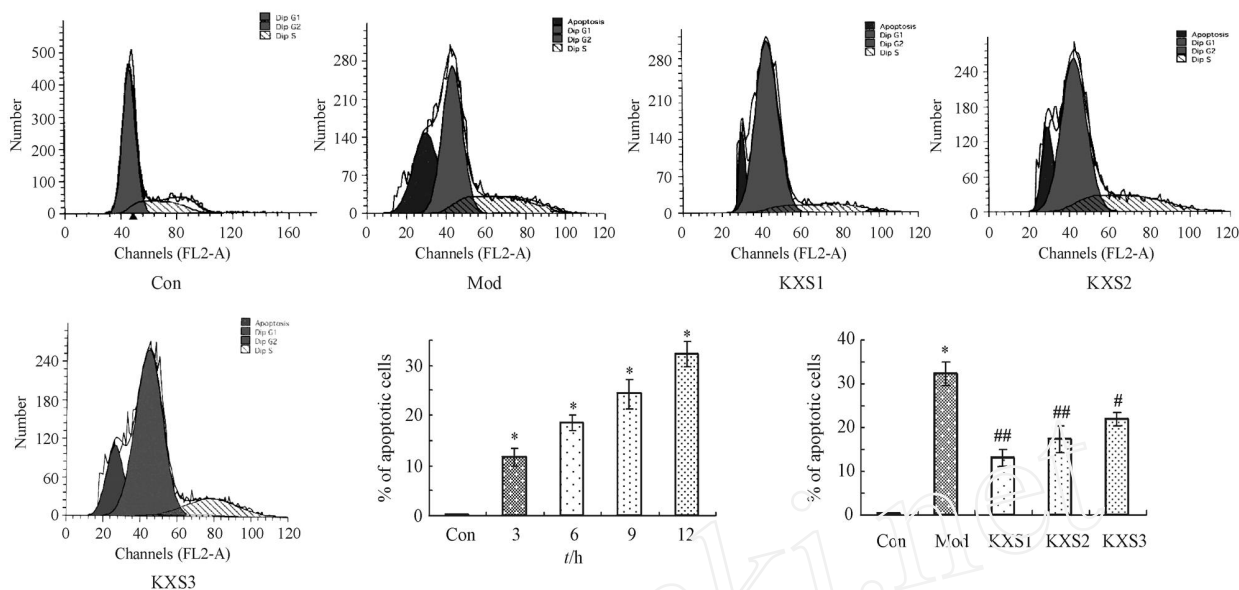 Dip G1
Dip G2
Dip S
500
400
300
200
100
0
Number
0 40 80 120 160
Channels (FL2-A)
Con
Apoptosis
Dip G1
Dip G2
Dip S
280
210
140
70
0
Number
0 20 40 60 80 100 120
Channels (FL2-A)
Mod
Apoptosis
Dip G1
Dip G2
Dip S
280
210
140
70
0
Number
0 20 40 60 80 100 120
Channels (FL2-A)
KXS1
Apoptosis
Dip G1
Dip G2
Dip S
240
180
120
60
0
Number
0 20 40 60 80 100 120
Channels (FL2-A)
KXS2
Apoptosis
Dip G1
Dip G2
Dip S
240
180
120
60
0
Number
0 20 40 60 80 100 120
Channels (FL2-A)
KXS3
% of apoptotic cells
30
20
10
0
*
*
*
*
Con 3 6 9 12
t/h
% of apoptotic cells
40
30
20
10
0
*
##
##
#
Con Mod KXS1 KXS2 KXS3